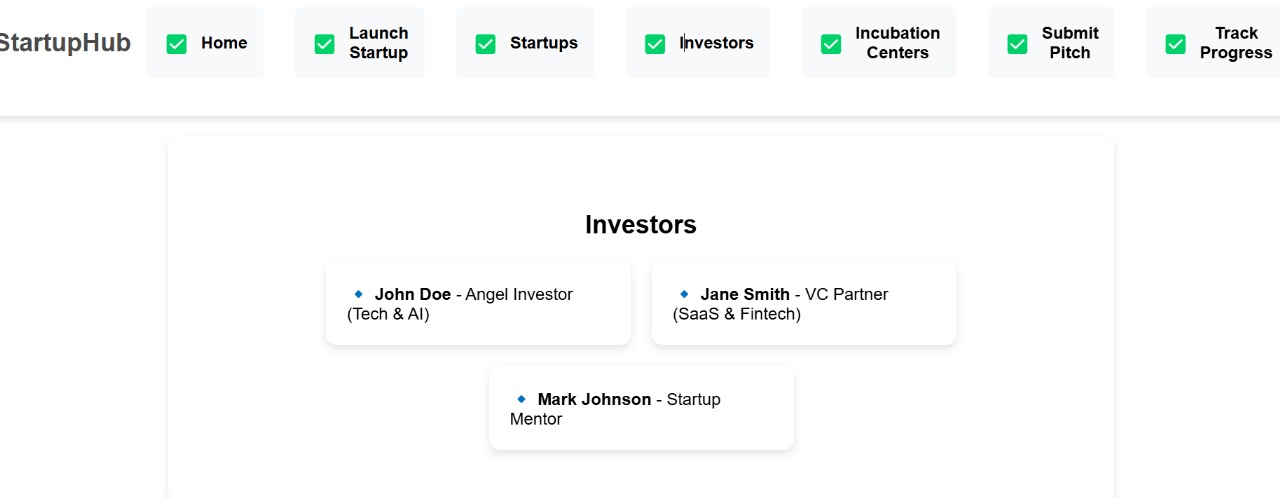 StartupHub
✅ Home
✅ Launch
Startup
✅ Startups
✅ Investors
✅ Incubation
Centers
✅ Submit
Pitch
✅ Track
Progress
Investors
🔹 John Doe - Angel Investor
(Tech & AI)
🔹 Jane Smith - VC Partner
(SaaS & Fintech)
🔹 Mark Johnson - Startup
Mentor